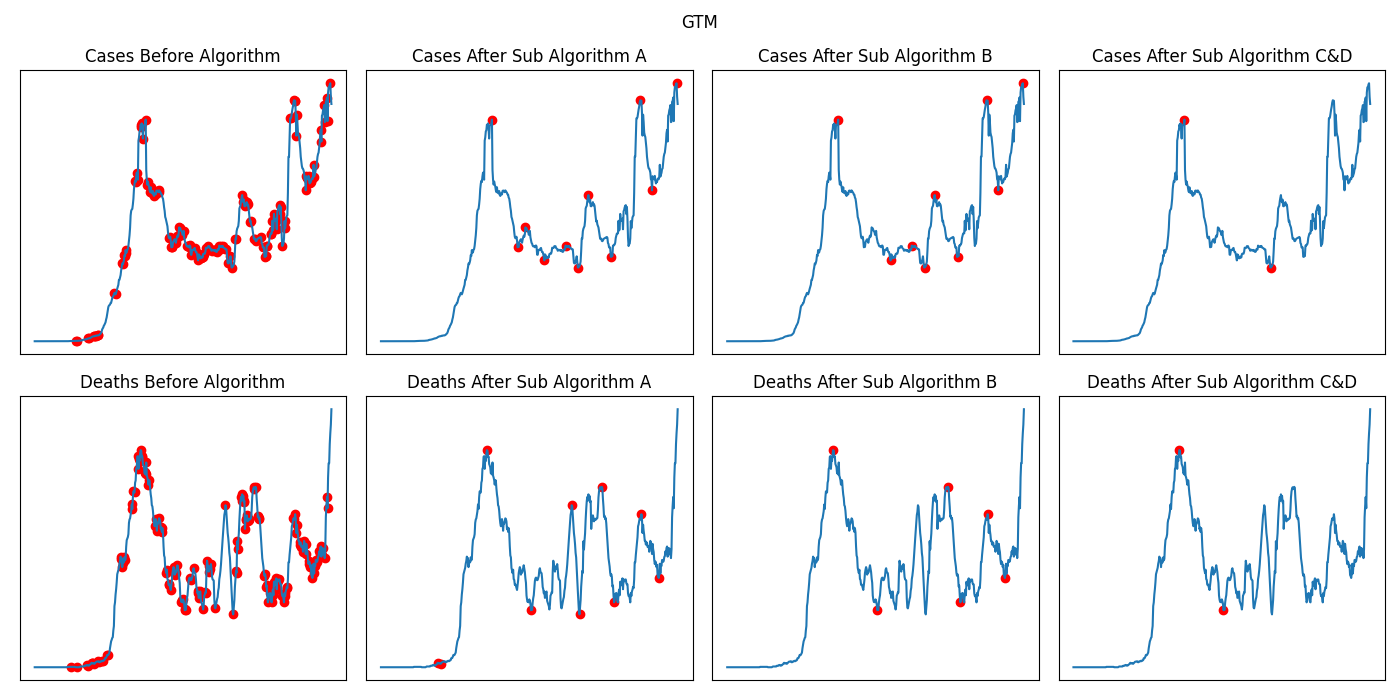 GTM
Cases Before Algorithm
Cases After Sub Algorithm A
Cases After Sub Algorithm B
Cases After Sub Algorithm C&D
Deaths Before Algorithm
Deaths After Sub Algorithm A
Deaths After Sub Algorithm B
Deaths After Sub Algorithm C&D